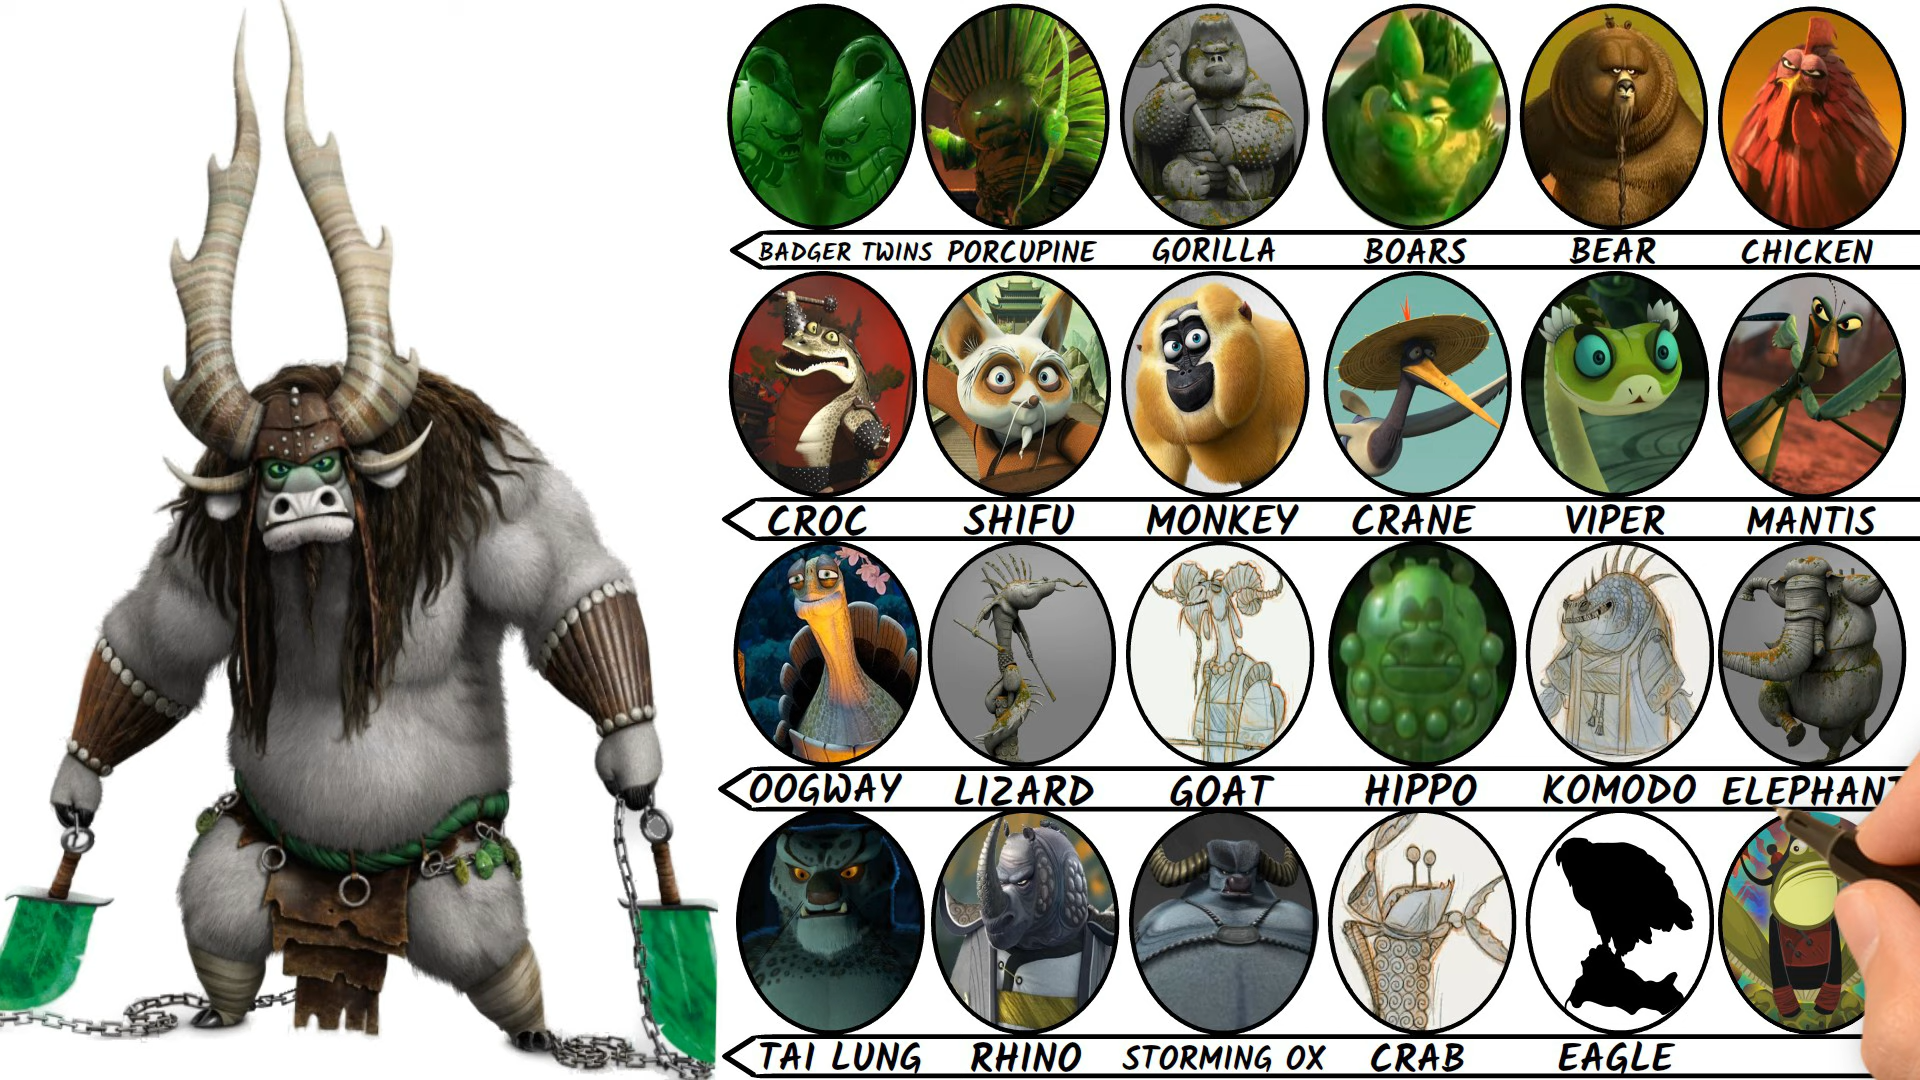 BADGER TWINS PORCUPINE GORILLA BOARS BEAR CHICKEN
CROC SHIFU MONKEY CRANE VIPER MANTIS
OOGWAY LIZARD GOAT HIPPO KOMODO ELEPHANT
TAI LUNG RHINO STORMING OX CRAB EAGLE